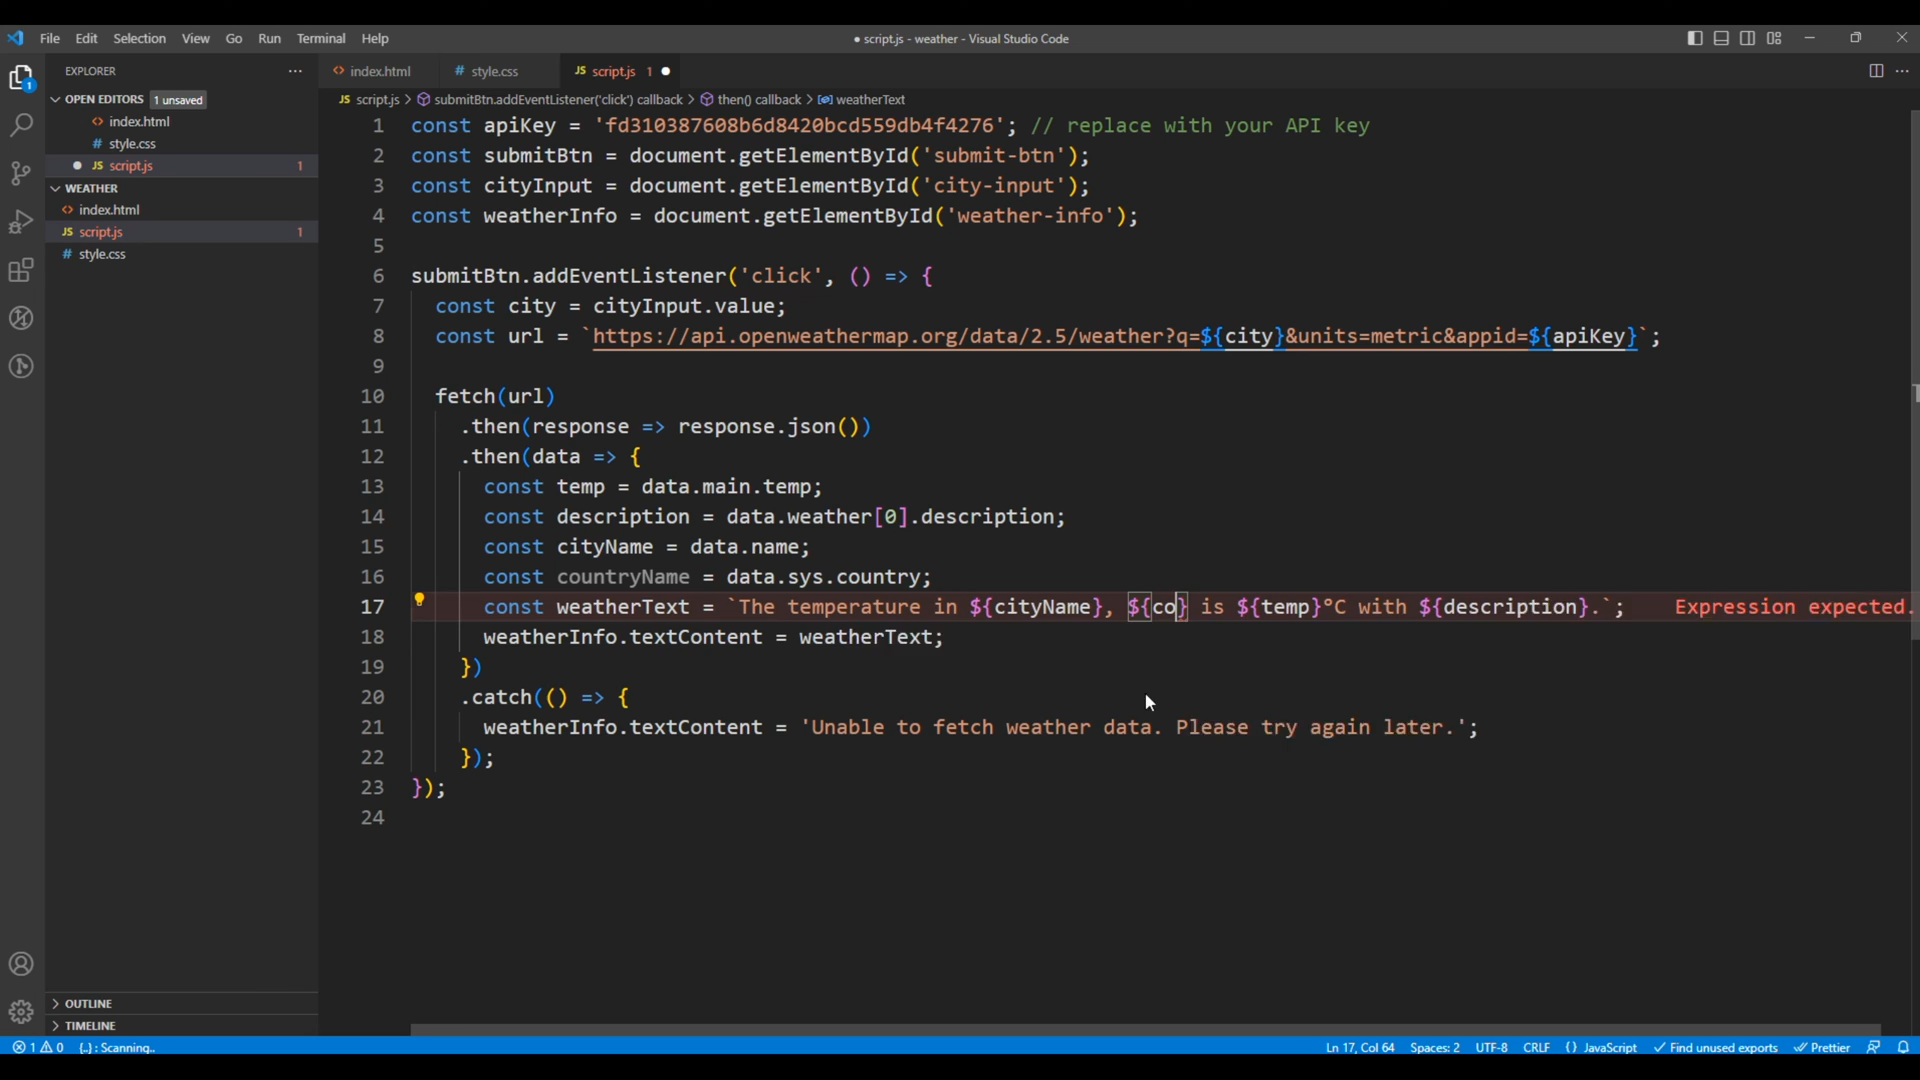 File Edit Selection View Go Run Terminal Help
● script.js - weather - Visual Studio Code
EXPLORER ...
index.html
style.css
JS script.js 1 ●
OPEN EDITORS 1 unsaved
JS script.js > submitBtn.addEventListener('click') callback > then() callback > weatherText
index.html
# style.css
● JS script.js 1
WEATHER
index.html
JS script.js 1
# style.css
1 const apiKey = 'fd310387608b6d8420bcd559db4f4276'; // replace with your API key
2 const submitBtn = document.getElementById('submit-btn');
3 const cityInput = document.getElementById('city-input');
4 const weatherInfo = document.getElementById('weather-info');
5
6 submitBtn.addEventListener('click', () => {
7 const city = cityInput.value;
8 const url = `https://api.openweathermap.org/data/2.5/weather?q=${city}&units=metric&appid=${apiKey}`;
9
10 fetch(url)
11 .then(response => response.json())
12 .then(data => {
13 const temp = data.main.temp;
14 const description = data.weather[0].description;
15 const cityName = data.name;
16 const countryName = data.sys.country;
17 const weatherText = `The temperature in ${cityName}, ${co} is ${temp}°C with ${description}.`; Expression expected.
18 weatherInfo.textContent = weatherText;
19 })
20 .catch(() => {
21 weatherInfo.textContent = 'Unable to fetch weather data. Please try again later.';
22 });
23 });
24
OUTLINE
TIMELINE
1 0 {..} : Scanning..
Ln 17, Col 64 Spaces: 2 UTF-8 CRLF {} JavaScript Find unused exports Prettier